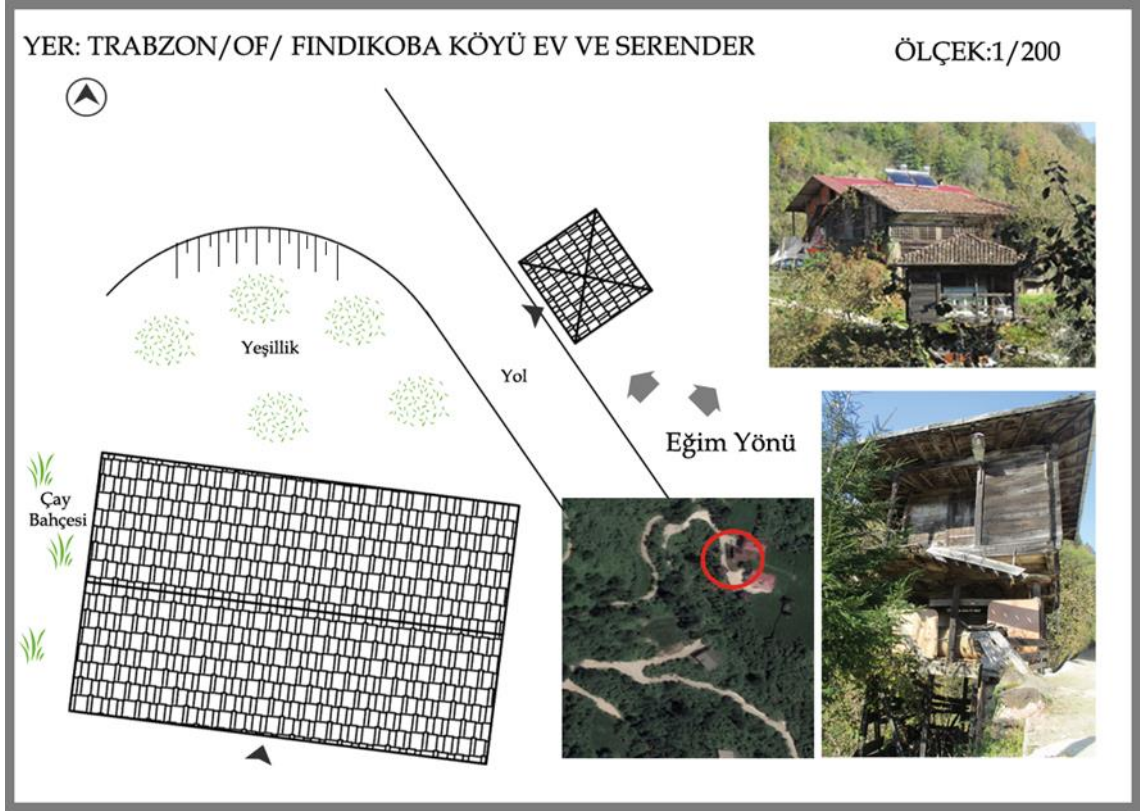 YER: TRABZON/OF/ FINDIKOBA KÖYÜ EV VE SERENDER
ÖLÇEK:1/200
Yeşillik
Yol
Eğim Yönü
Çay
Bahçesi